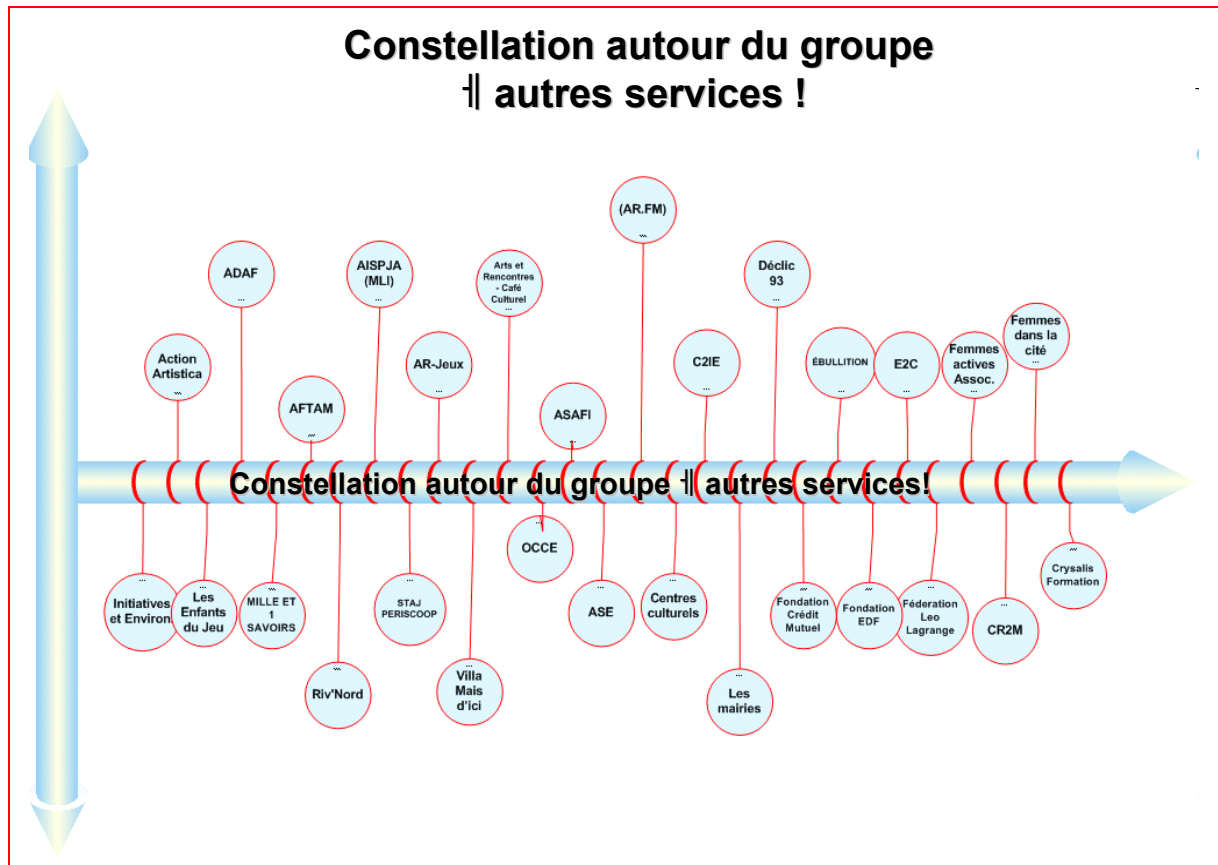 Constellation autour du groupe
╢ autres services !
(AR.FM)
...
ADAF
...
AISPJA
(MLI)
...
Arts et
Rencontres
- Café
Culturel
...
Déclic
93
...
Action
Artistica
...
AR-Jeux
...
C2IE
...
ÉBULLITION
...
E2C
...
Femmes
actives
Assoc.
...
Femmes
dans la
cité
...
AFTAM
...
ASAFI
...
Constellation autour du groupe ╢ autres services!
...
Initiatives
et Environ.
...
Les
Enfants
du Jeu
...
MILLE ET
1
SAVOIRS
...
Riv'Nord
...
STAJ
PERISCOOP
...
Villa
Mais
d'ici
...
OCCE
...
ASE
...
Centres
culturels
...
Les
mairies
...
Fondation
Crédit
Mutuel
...
Fondation
EDF
...
Féderation
Leo
Lagrange
...
CR2M
...
Crysalis
Formation